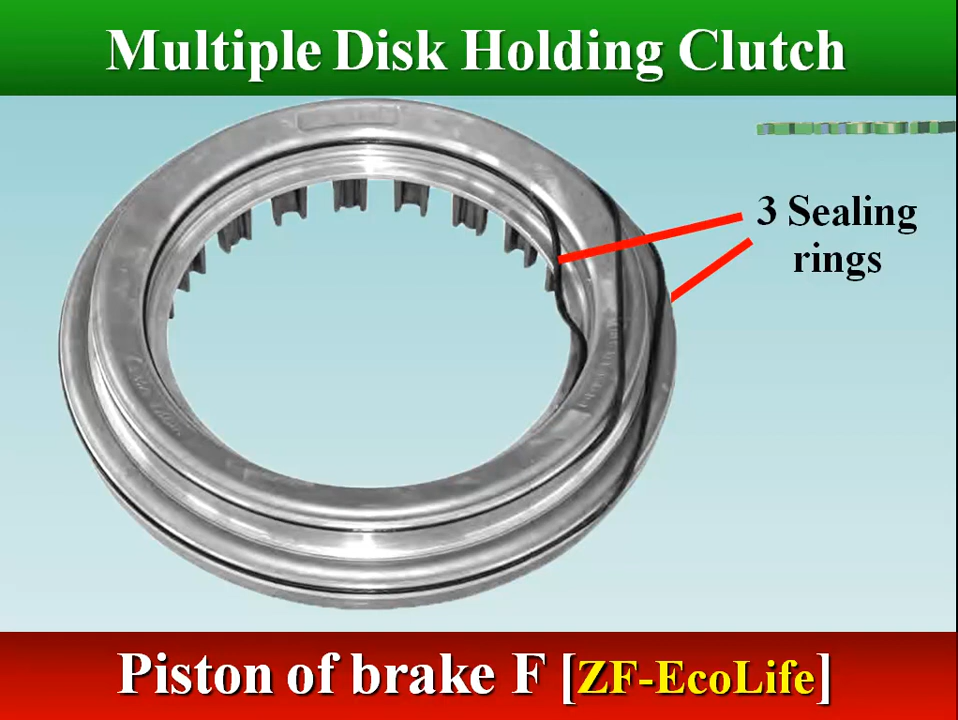 Multiple Disk Holding Clutch
3 Sealing
rings
Piston of brake F [ZF-EcoLife]